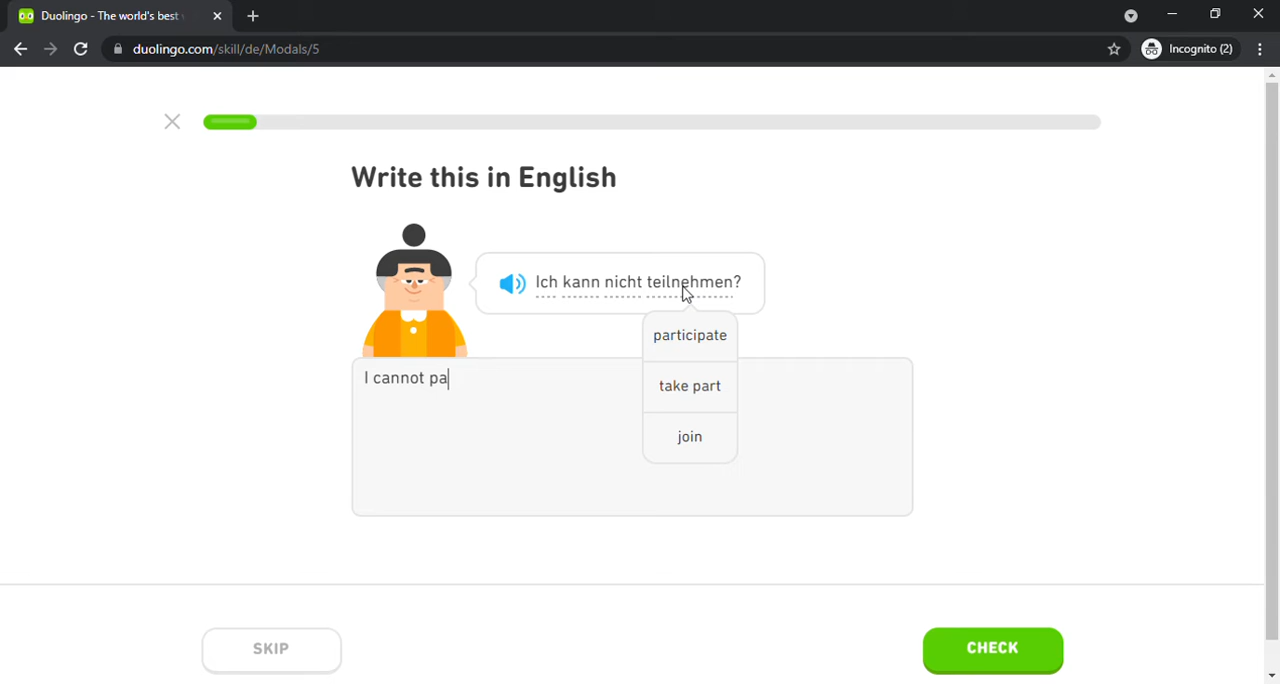 Duolingo - The world's best
duolingo.com/skill/de/Modals/5
Incognito (2)
Write this in English
Ich kann nicht teilnehmen?
participate
take part
join
I cannot pa
SKIP
CHECK